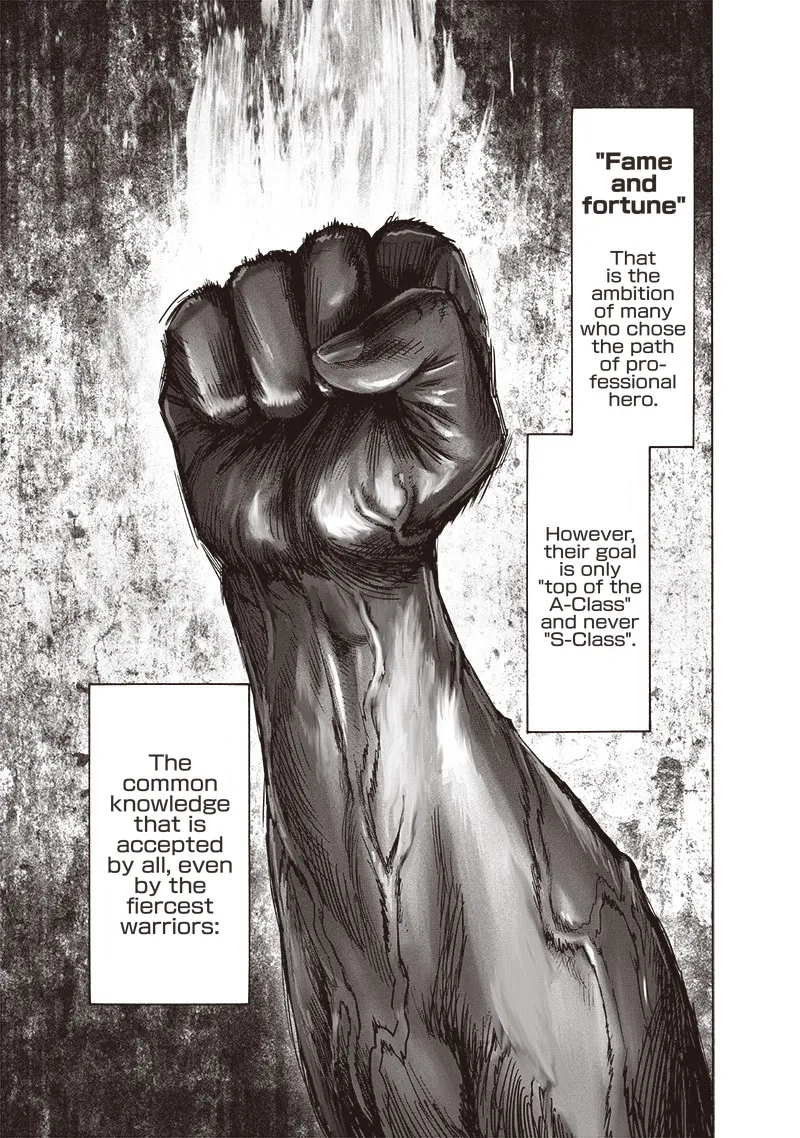 "Fame
and
fortune"
That
is the
ambition
of many
who chose
the path
of pro-
fessional
hero.
However,
their goal
is only
"top of the
A-Class"
and never
"S-Class".
The
common
knowledge
that is
accepted
by all, even
by the
fiercest
warriors: